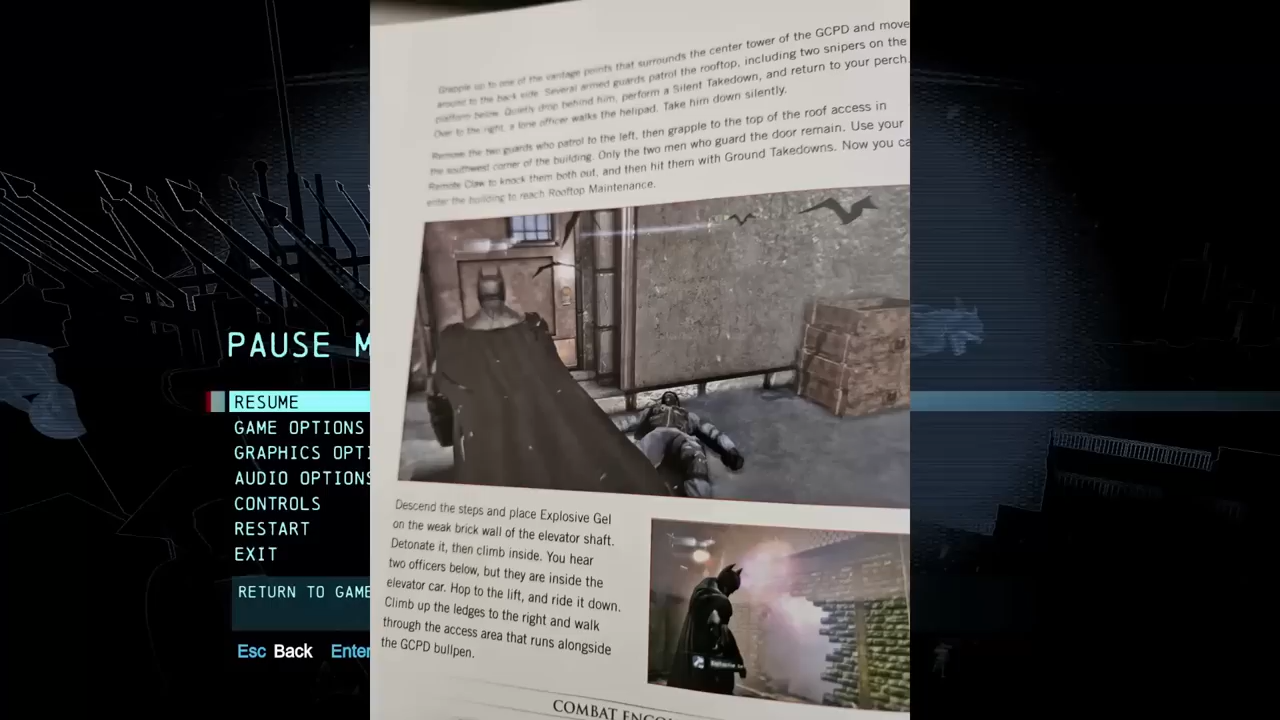 Grapple up to one of the vantage points that surrounds the center tower of the GCPD and move
around to the back side. Several armed guards patrol the rooftop, including two snipers on the
platform below. Quietly drop behind him, perform a Silent Takedown, and return to your perch.
Over to the right, a lone officer walks the helipad. Take him down silently.
Remove the two guards who patrol to the left, then grapple to the top of the roof access in
the southwest corner of the building. Only the two men who guard the door remain. Use your
Remote Claw to knock them both out, and then hit them with Ground Takedowns. Now you ca
enter the building to reach Rooftop Maintenance.
PAUSE M
RESUME
GAME OPTIONS
GRAPHICS OPTI
AUDIO OPTIONS
CONTROLS
RESTART
EXIT
RETURN TO GAME
Esc Back Enter
Descend the steps and place Explosive Gel
on the weak brick wall of the elevator shaft.
Detonate it, then climb inside. You hear
two officers below, but they are inside the
elevator car. Hop to the lift, and ride it down.
Climb up the ledges to the right and walk
through the access area that runs alongside
the GCPD bullpen.
COMBAT ENCO